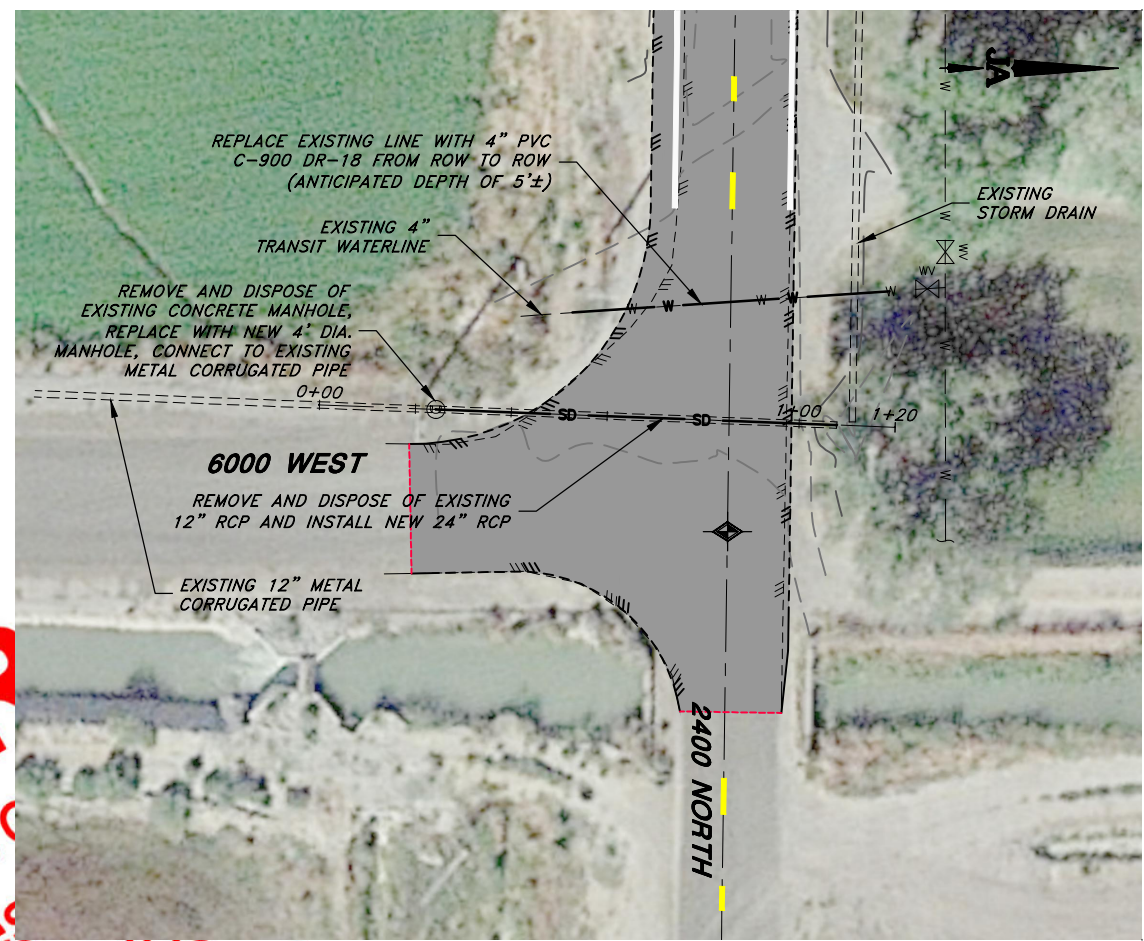 JA
REPLACE EXISTING LINE WITH 4" PVC
C-900 DR-18 FROM ROW TO ROW
(ANTICIPATED DEPTH OF 5'±)
EXISTING
STORM DRAIN
EXISTING 4"
TRANSIT WATERLINE
REMOVE AND DISPOSE OF
EXISTING CONCRETE MANHOLE,
REPLACE WITH NEW 4' DIA.
MANHOLE, CONNECT TO EXISTING
METAL CORRUGATED PIPE
W
W
W
W
WV
W
W
W
W
W
W
WV
W
0+00
SD
SD
1+00
1+20
6000 WEST
REMOVE AND DISPOSE OF EXISTING
12" RCP AND INSTALL NEW 24" RCP
EXISTING 12" METAL
CORRUGATED PIPE
2400 NORTH